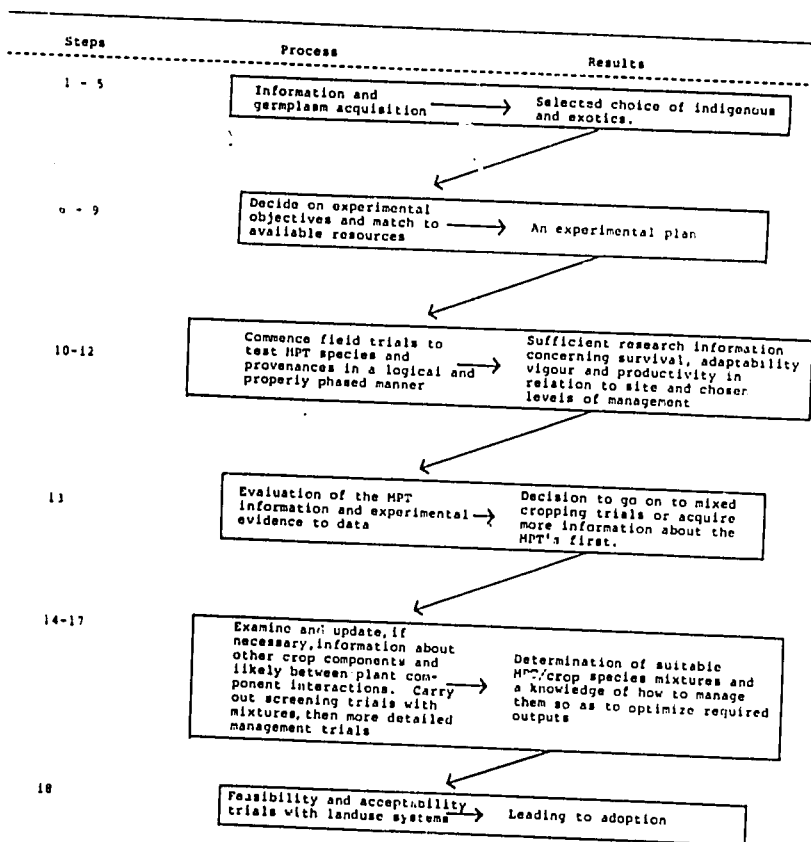 Steps Process Results
1 - 5
Information and
germplasm acquisition
Selected choice of indigenous
and exotics.
6 - 9
Decide on experimental
objectives and match to
available resources
An experimental plan
10-12
Commence field trials to
test MPT species and
provenances in a logical and
properly phased manner
Sufficient research information
concerning survival, adaptability
vigour and productivity in
relation to site and chosen
levels of management
13
Evaluation of the MPT
information and experimental
evidence to data
Decision to go on to mixed
cropping trials or acquire
more information about the
MPT's first.
14-17
Examine and update, if
necessary, information about
other crop components and
likely between plant com-
ponent interactions. Carry
out screening trials with
mixtures, then more detailed
management trials
Determination of suitable
MPT/crop species mixtures and
a knowledge of how to manage
them so as to optimize required
outputs
18
Feasibility and acceptability
trials with landuse systems
Leading to adoption